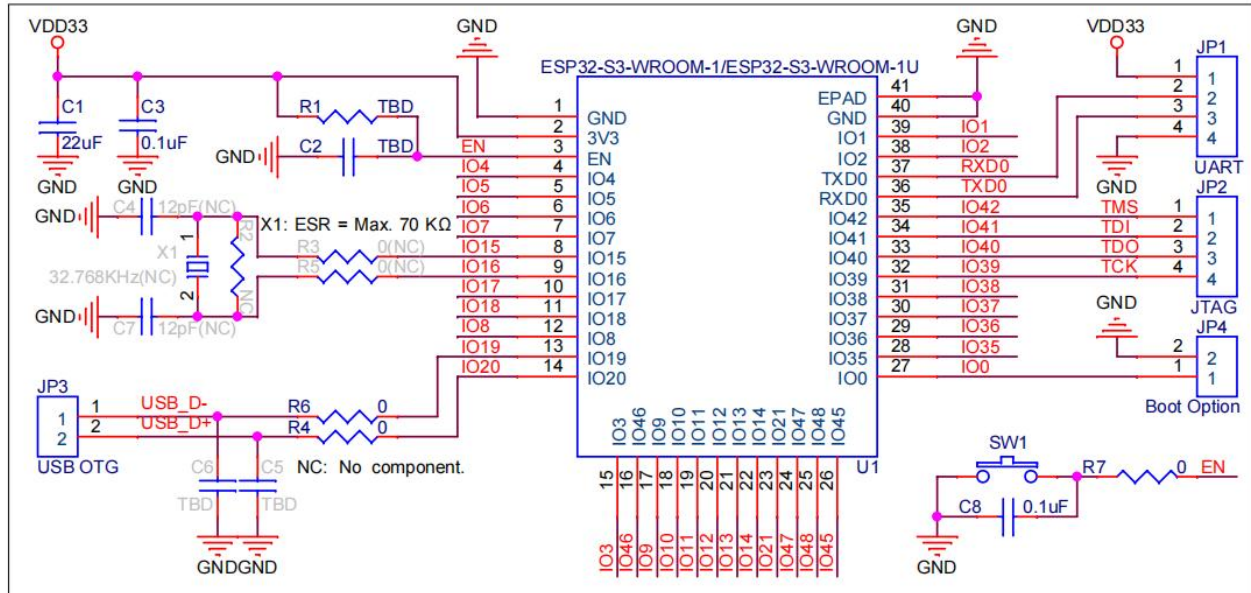 VDD33
C1
22uF
GND
C3
0.1uF
GND
R1
TBD
GND
C2
TBD
GND
C4
12pF(NC)
X1
1
2
32.768KHz(NC)
R2
NC
X1: ESR = Max. 70 KΩ
R3
0(NC)
R5
0(NC)
GND
C7
12pF(NC)
JP3
1
2
1
2
USB OTG
USB_D-
USB_D+
R6
0
R4
0
C6
TBD
C5
TBD
GND
GND
NC: No component.
GND
ESP32-S3-WROOM-1/ESP32-S3-WROOM-1U
1 GND
2 3V3
EN 3 EN
IO4 4 IO4
IO5 5 IO5
IO6 6 IO6
IO7 7 IO7
IO15 8 IO15
IO16 9 IO16
IO17 10 IO17
IO18 11 IO18
IO8 12 IO8
IO19 13 IO19
IO20 14 IO20
IO3 IO46 IO9 IO10 IO11 IO12 IO13 IO14 IO21 IO47 IO48 IO45
15 16 17 18 19 20 21 22 23 24 25 26
IO3 IO46 IO9 IO10 IO11 IO12 IO13 IO14 IO21 IO47 IO48 IO45
U1
GND
EPAD 41
GND 40
IO1 39 IO1
IO2 38 IO2
TXD0 37 RXD0
RXD0 36 TXD0
IO42 35 IO42 TMS
IO41 34 IO41 TDI
IO40 33 IO40 TDO
IO39 32 IO39 TCK
IO38 31 IO38
IO37 30 IO37
IO36 29 IO36
IO35 28 IO35
IO0 27 IO0
VDD33
JP1
1 1
2 2
3 3
4 4
GND
UART
JP2
1 1
2 2
3 3
4 4
JTAG
GND
JP4
2 2
1 1
Boot Option
SW1
R7
0
EN
C8
0.1uF
GND